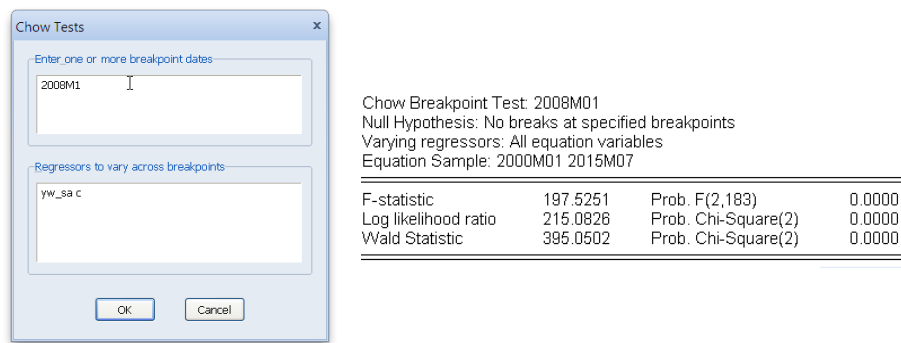 Chow Tests
x
Enter one or more breakpoint dates
2008M1
Regressors to vary across breakpoints
yw_sa c
OK Cancel
Chow Breakpoint Test: 2008M01
Null Hypothesis: No breaks at specified breakpoints
Varying regressors: All equation variables
Equation Sample: 2000M01 2015M07
F-statistic 197.5251 Prob. F(2,183) 0.0000
Log likelihood ratio 215.0826 Prob. Chi-Square(2) 0.0000
Wald Statistic 395.0502 Prob. Chi-Square(2) 0.0000